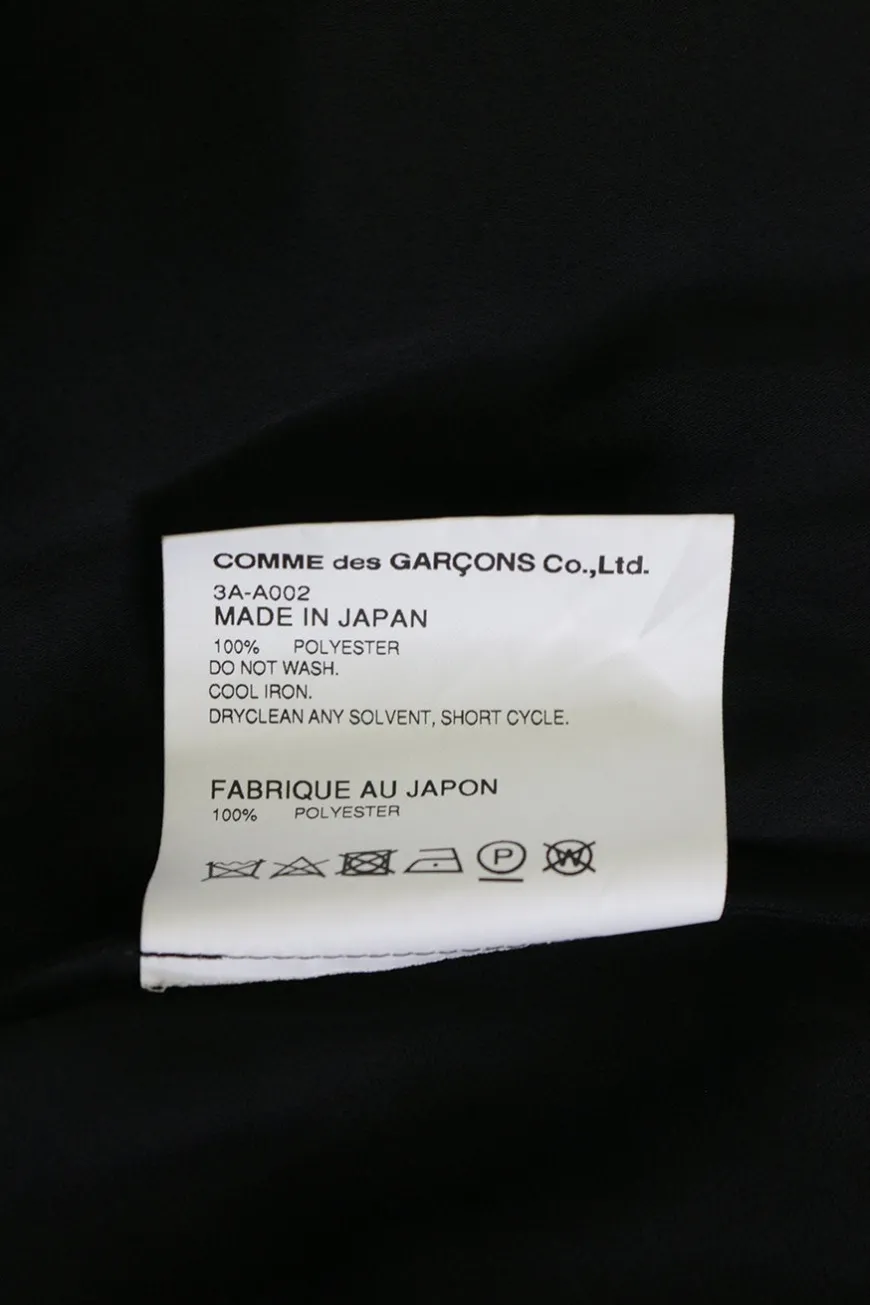 COMME des GARÇONS Co.,Ltd.
3A-A002
MADE IN JAPAN
100% POLYESTER
DO NOT WASH.
COOL IRON.
DRYCLEAN ANY SOLVENT, SHORT CYCLE.
FABRIQUE AU JAPON
100% POLYESTER
P W